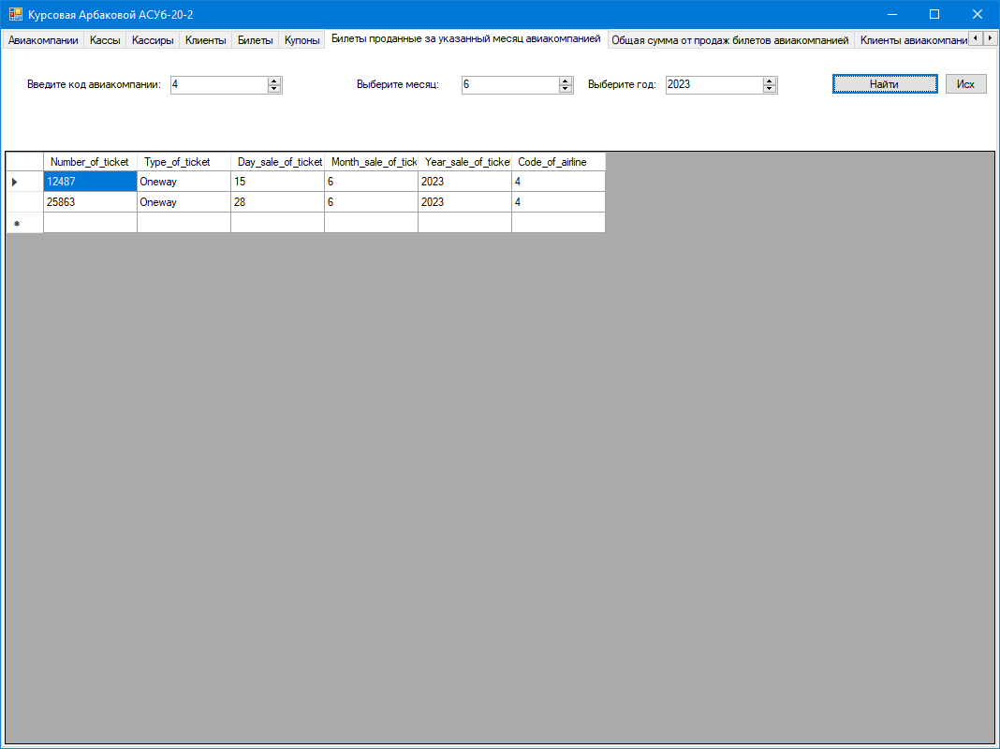 Курсовая Арбаковой АСУб-20-2
Авиакомпании Кассы Кассиры Клиенты Билеты Купоны Билеты проданные за указанный месяц авиакомпанией Общая сумма от продаж билетов авиакомпанией Клиенты авиакомпани
Введите код авиакомпании: 4 Выберите месяц: 6 Выберите год: 2023 Найти Исх
Number_of_ticket Type_of_ticket Day_sale_of_ticket Month_sale_of_tick Year_sale_of_ticket Code_of_airline
12487 Oneway 15 6 2023 4
25863 Oneway 28 6 2023 4